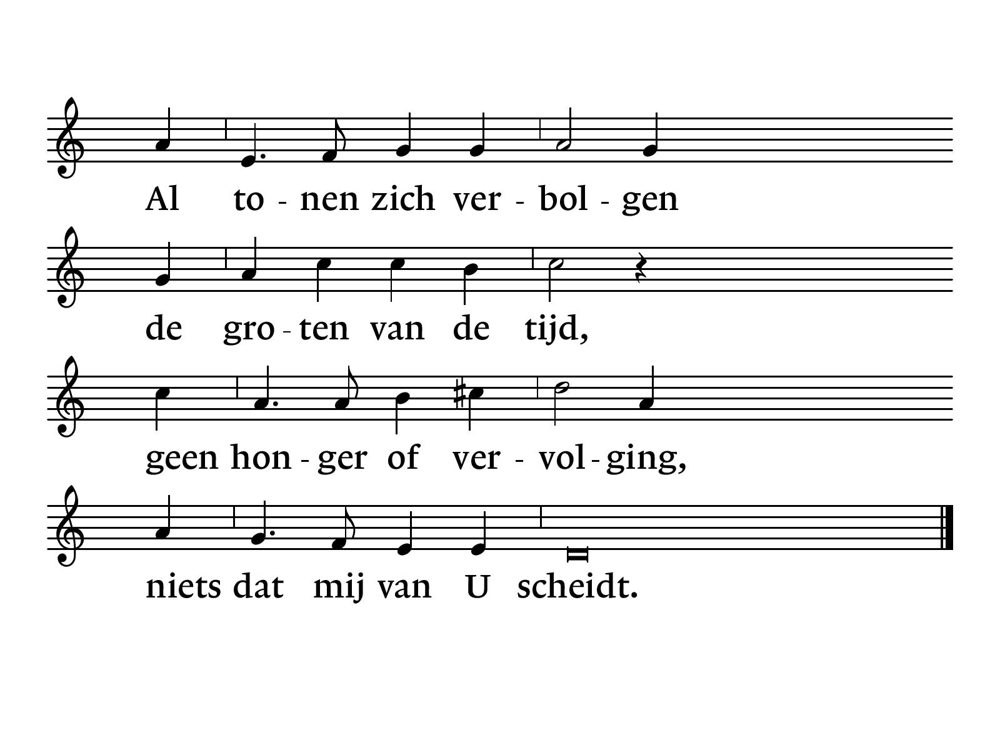 Al to - nen zich ver - bol - gen
de gro - ten van de tijd,
geen hon - ger of ver - vol - ging,
niets dat mij van U scheidt.